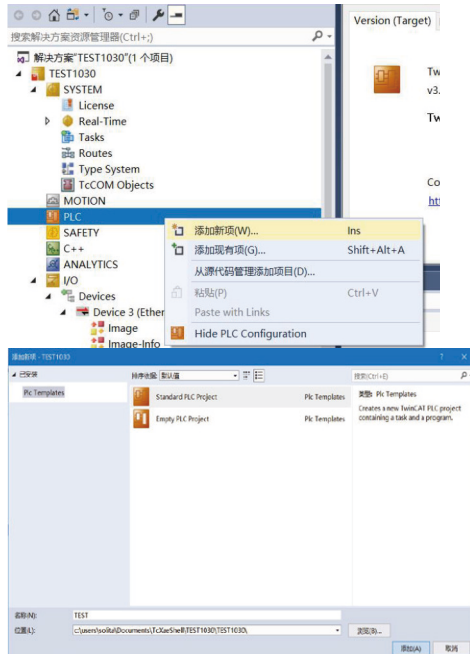 搜索解决方案资源管理器(Ctrl+;)
解决方案"TEST1030"(1 个项目)
TEST1030
SYSTEM
License
Real-Time
Tasks
Routes
Type System
TcCOM Objects
MOTION
PLC
SAFETY
C++
ANALYTICS
I/O
Devices
Device 3 (Ether
Image
Image-Info
Version (Target)
Tw
v3.
Tw
Co
htt
添加新项(W)... Ins
添加现有项(G)... Shift+Alt+A
从源代码管理添加项目(D)...
粘贴(P) Ctrl+V
Paste with Links
Hide PLC Configuration
添加新项 - TEST1030
? ×
已安装
Plc Templates
排序依据: 默认值
搜索(Ctrl+E)
Standard PLC Project Plc Templates
Empty PLC Project Plc Templates
类型: Plc Templates
Creates a new TwinCAT PLC project
containing a task and a program.
名称(N): TEST
位置(L): c:\users\solita\Documents\TcXaeShell\TEST1030\TEST1030\
浏览(B)...
添加(A) 取消